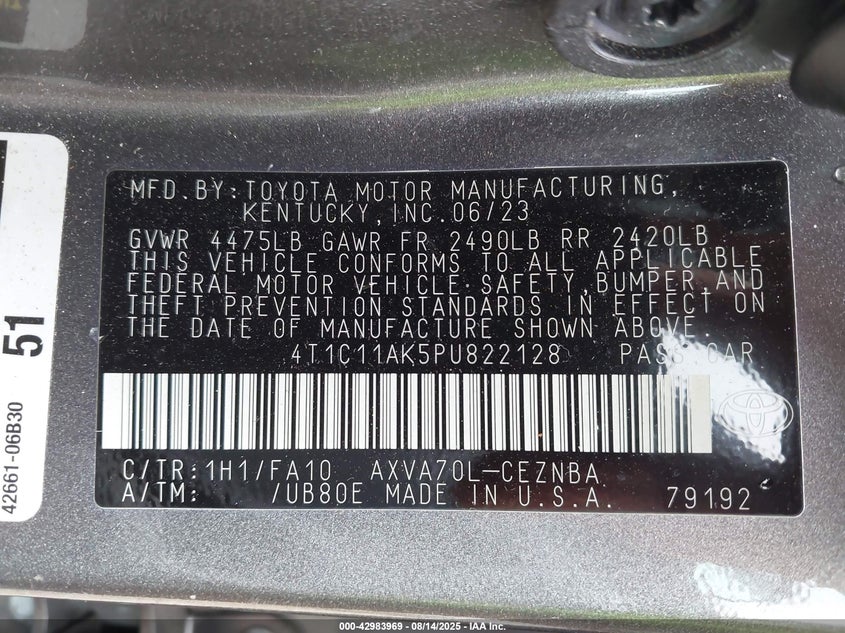 MFD.BY:TOYOTA MOTOR MANUFACTURING,
KENTUCKY,INC.06/23
GVWR 4475LB GAWR FR 2490LB RR 2420LB
THIS VEHICLE CONFORMS TO ALL APPLICABLE
FEDERAL MOTOR VEHICLE SAFETY,BUMPER,AND
THEFT PREVENTION STANDARDS IN EFFECT ON
THE DATE OF MANUFACTURE SHOWN ABOVE.
4T1C11AK5PU822128 PASS CAR
C/TR:1H1/FA10 AXVA70L-CEZNBA
A/TM: /UB80E MADE IN U.S.A. 79192
51
42661-06B30
000-42983969 - 08/14/2025 - IAA Inc.